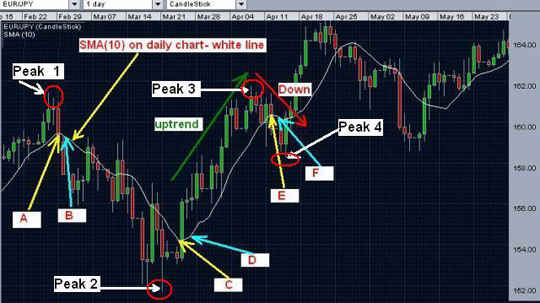 EURJPY 1 day CandleStick
EURJPY (CandleStick)
SMA (10)
Feb 22 Feb 29 Mar 07 Mar 14 Mar 21 Mar 28 Apr 04 Apr 11 Apr 18 Apr 25 May 02 May 09 May 16 May 23
SMA(10) on daily chart- white line
Peak 1
Peak 3
Down
uptrend
Peak 4
A
B
E
F
D
C
Peak 2
164.00
162.00
160.00
158.00
156.00
154.00
152.00